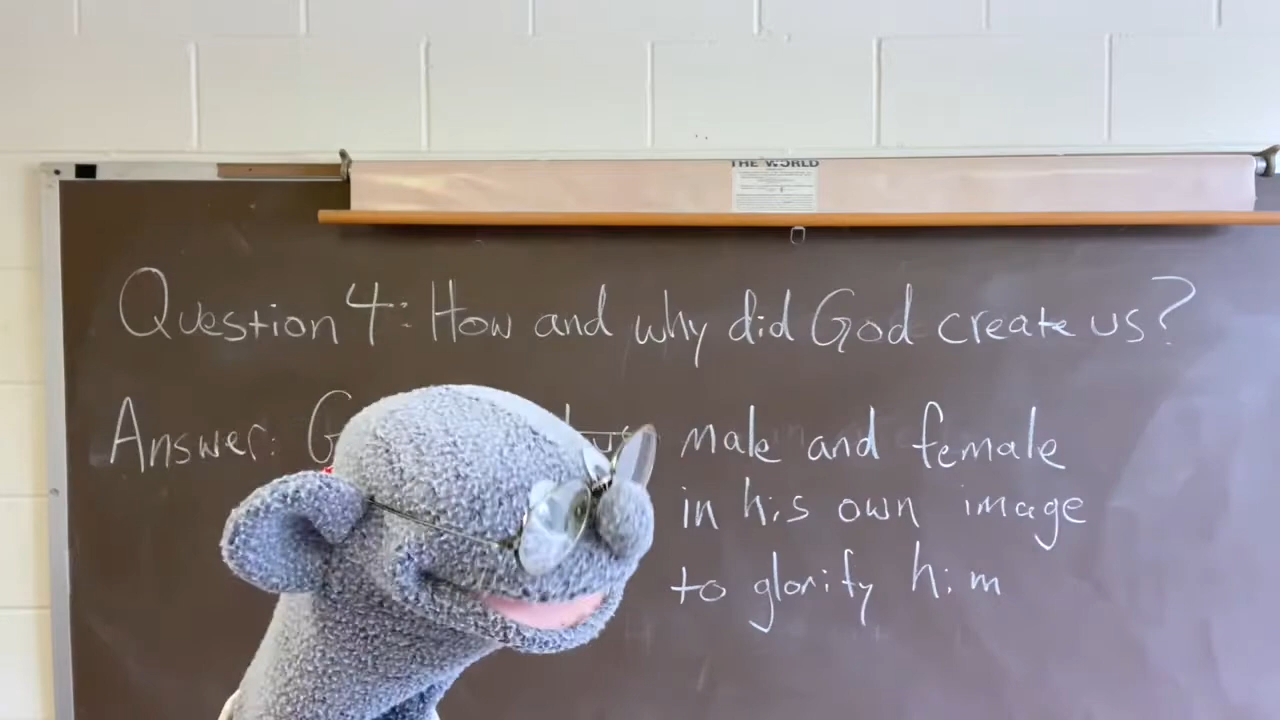 THE WORLD
Question 4: How and why did God create us?
Answer: us male and female
in his own image
to glorify him